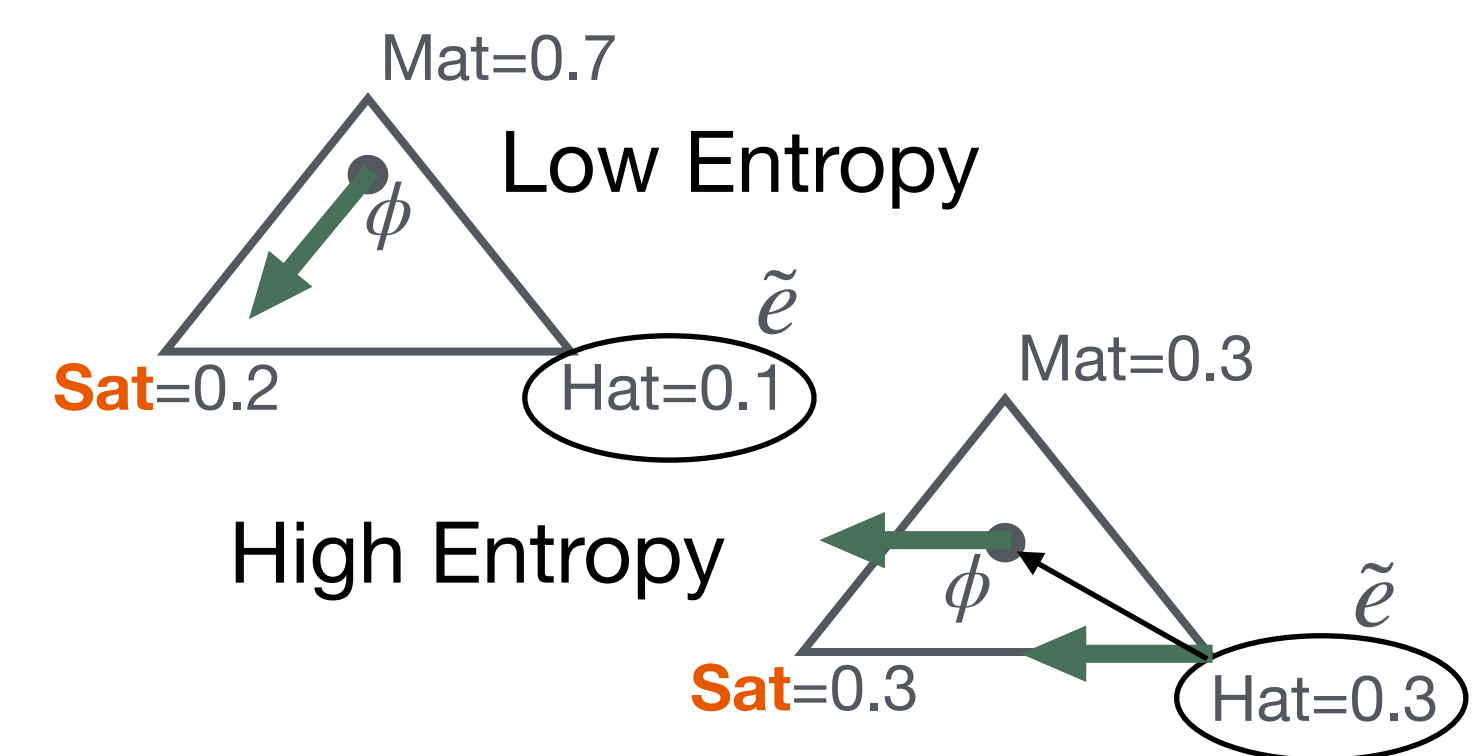 Mat=0.7
Low Entropy
ϕ
ẽ
Sat=0.2
Hat=0.1
Mat=0.3
High Entropy
ϕ
ẽ
Sat=0.3
Hat=0.3